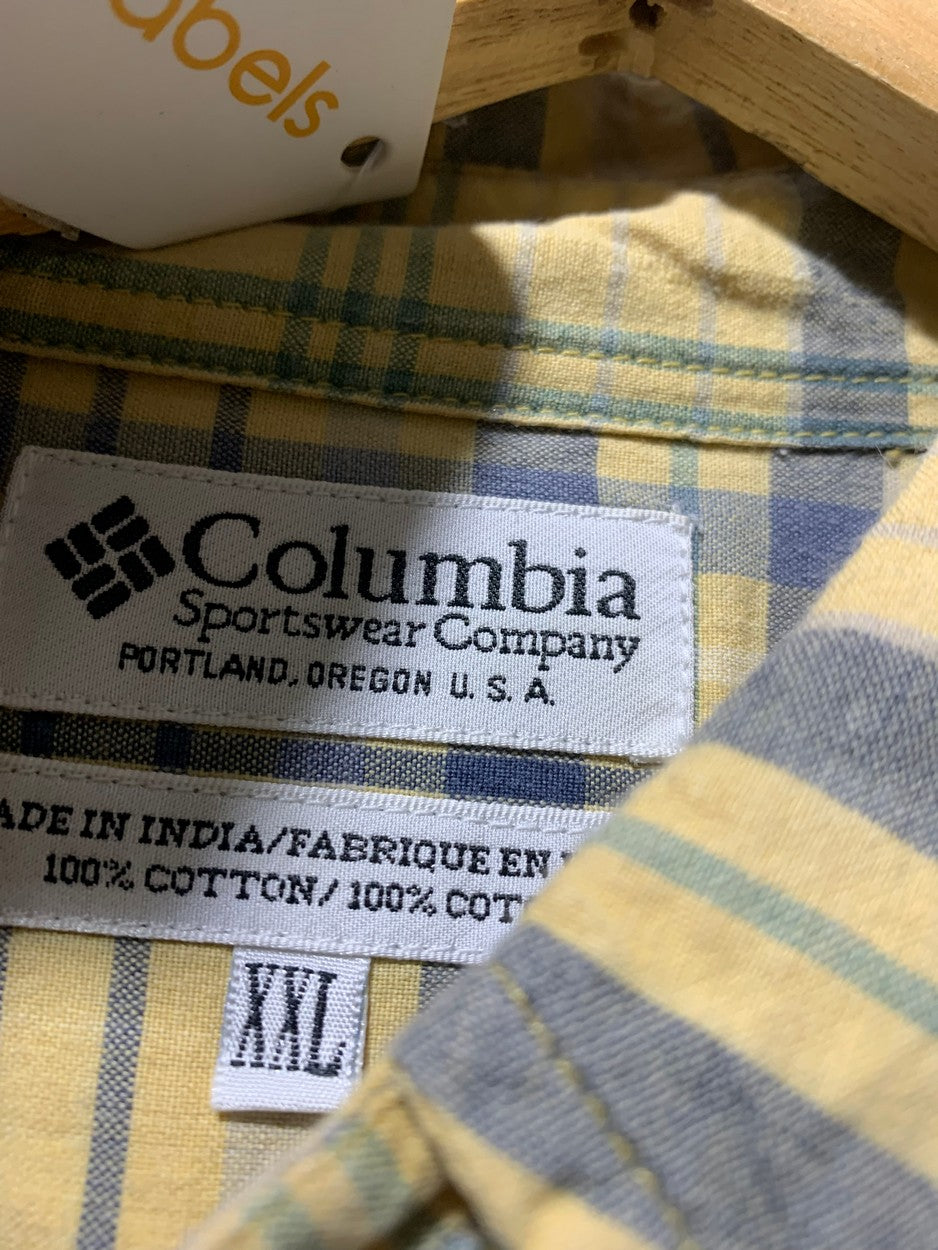 abels
Columbia
Sportswear Company
PORTLAND, OREGON U.S.A.
ADE IN INDIA/FABRIQUE EN
100% COTTON/100% COT
XXL